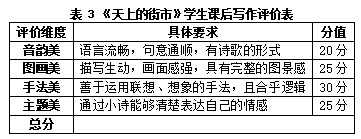 表 3 《天上的街市》学生课后写作评价表
评价维度 具体要求 分值
音韵美 语言流畅，句意通顺，有诗歌的形式 20 分
图画美 描写生动，画面感强，具有完整的图景感 25 分
手法美 善于运用联想、想象的手法，且合乎逻辑 30 分
主题美 通过小诗能够清楚表达自己的情感 25 分
总分